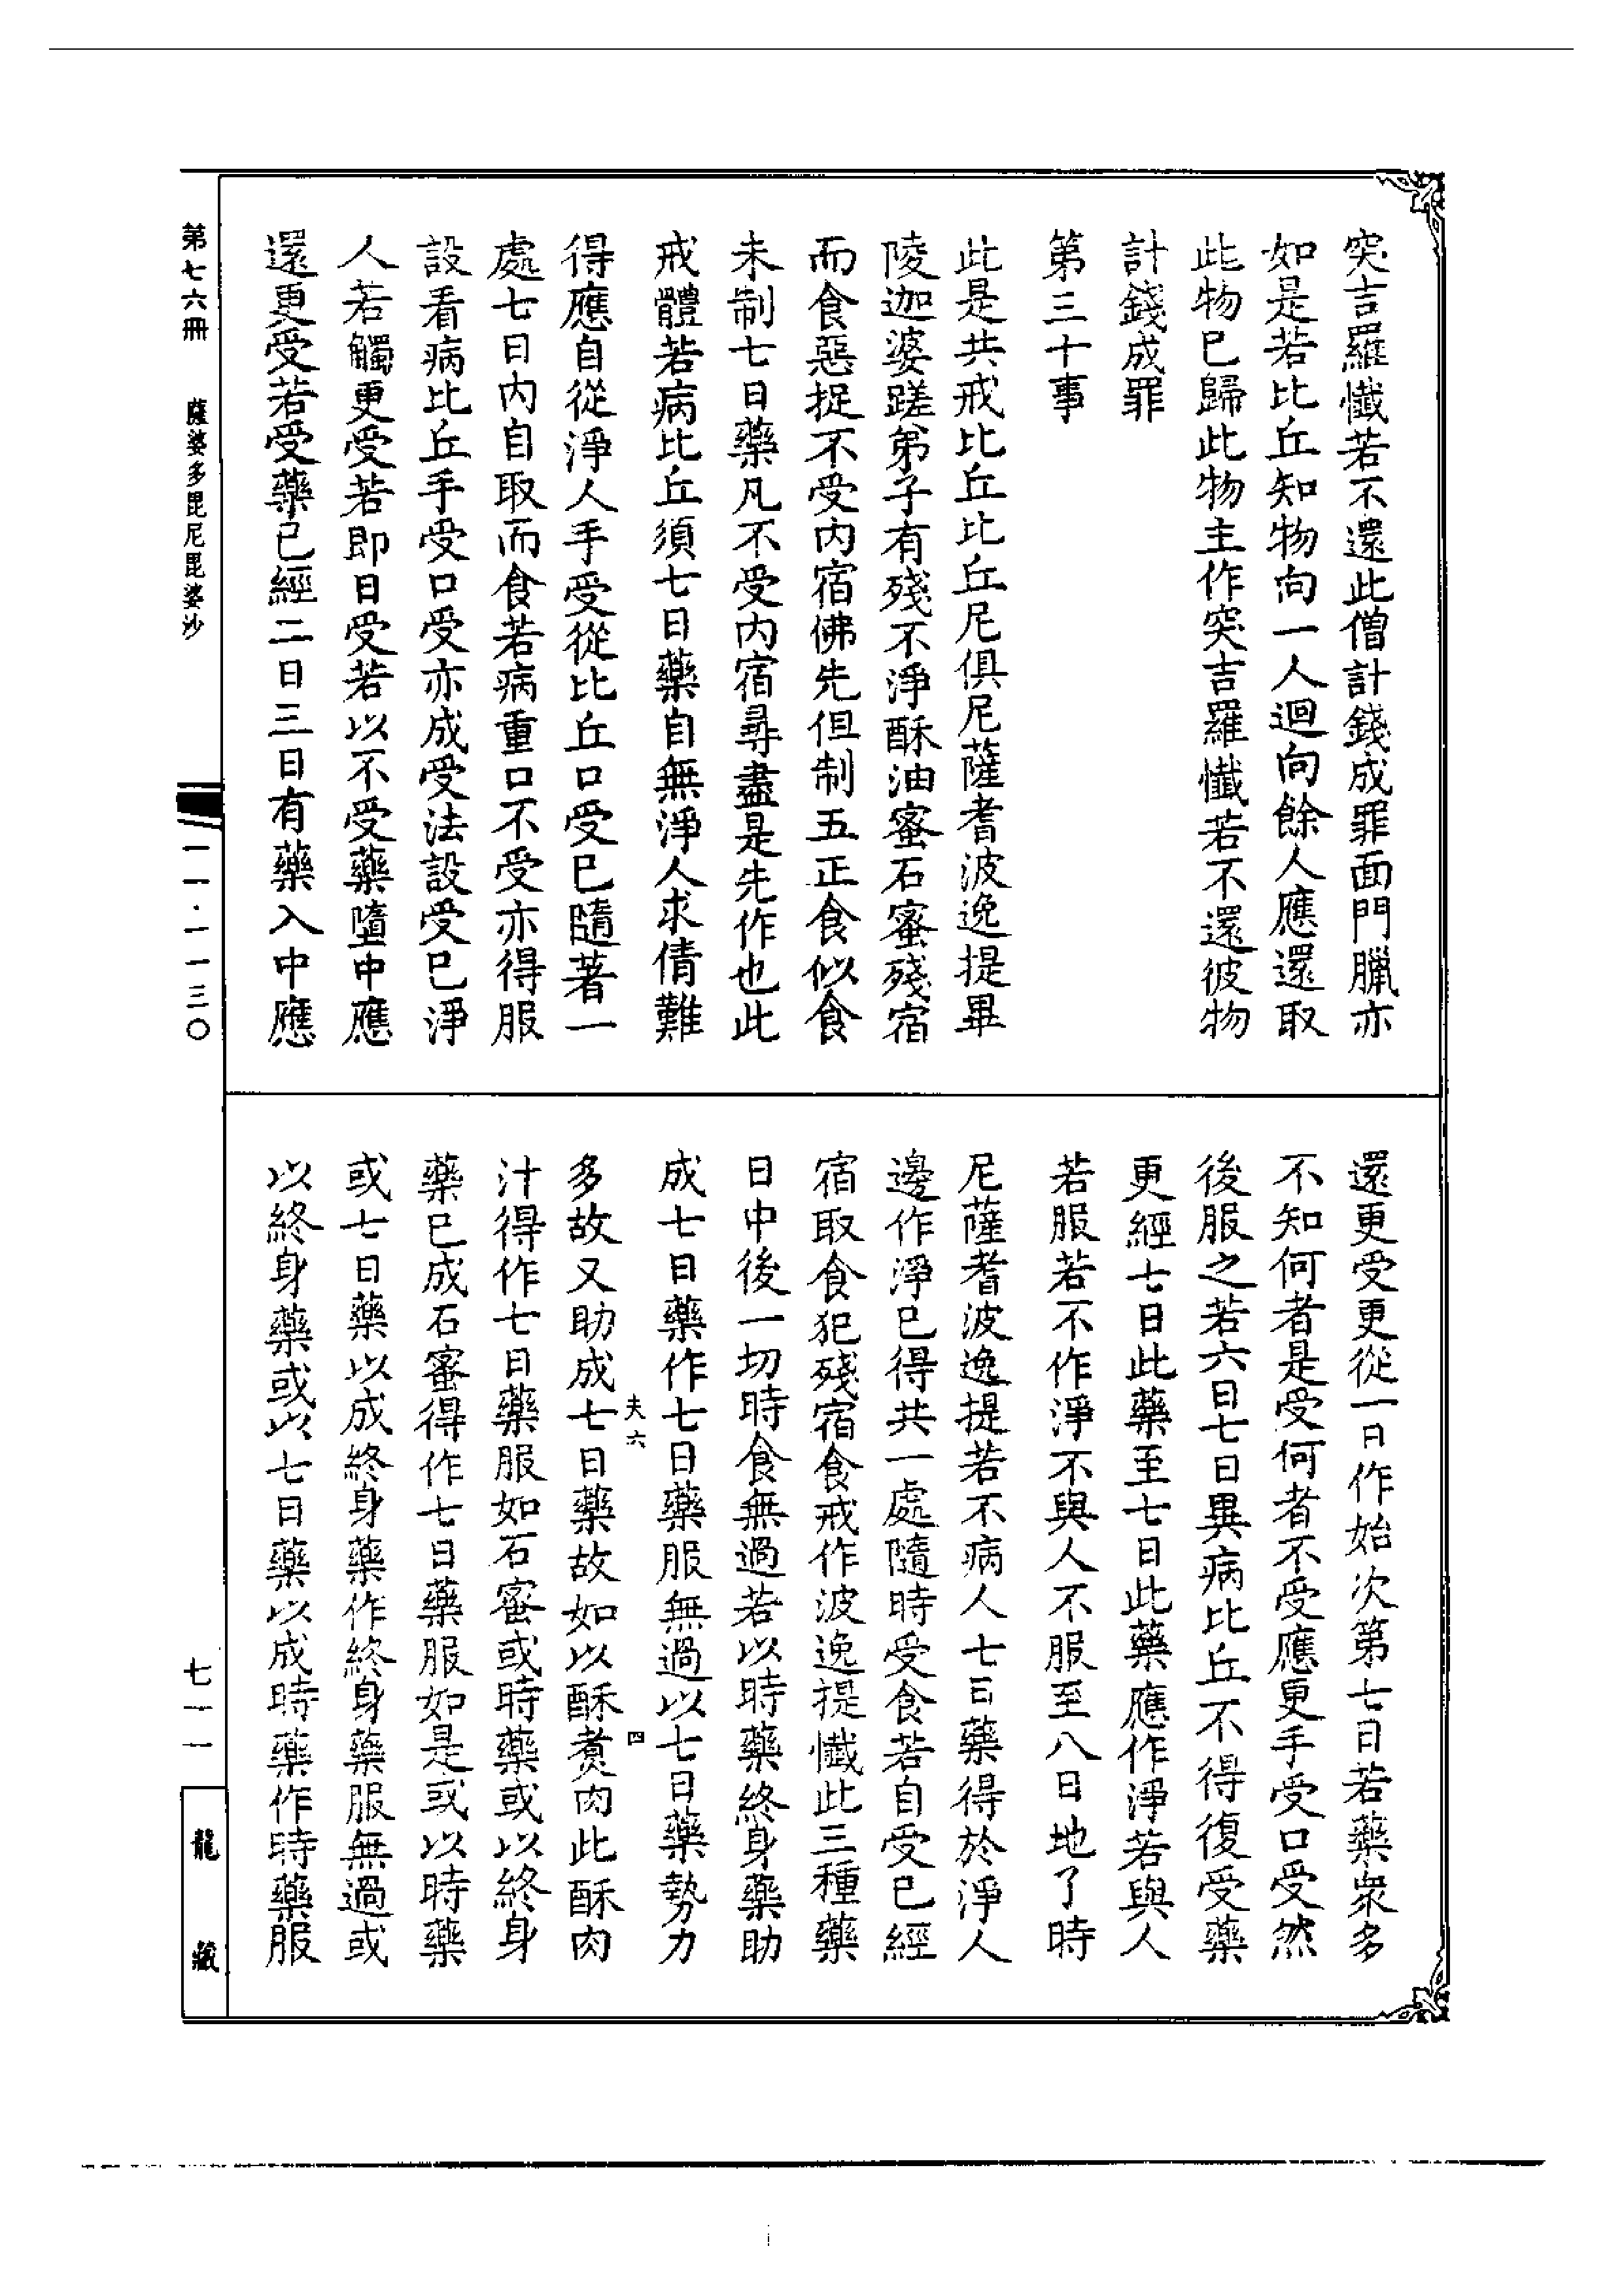 突吉羅懺若不還此僧計錢成罪面門臘亦
如是若比丘知物向一人迴向餘人應還取
此物已歸此物主作突吉羅懺若不還彼物
計錢成罪
第三十事
此是共戒比丘比丘尼俱尼薩耆波逸提畢
陵迦婆蹉弟子有殘不淨酥油蜜石蜜殘宿
而食惡捉不受內宿佛先但制五正食似食
未制七日藥凡不受內宿尋盡是先作也此
戒體若病比丘須七日藥自無淨人求倩難
得應自從淨人手受從比丘口受已隨著一
處七日內自取而食若病重口不受亦得服
設看病比丘手受口受亦成受法設受已淨
人若觸更受若即日受若以不受藥墮中應
還更受若受藥已經二日三日有藥入中應
還更受更從一日作始次第七日若藥衆多
不知何者是受何者不受應更手受口受然
後服之若六日七日異病比丘不得復受藥
更經七日此藥至七日此藥應作淨若與人
若服若不作淨不與人不服至八日地了時
尼薩耆波逸提若不病人七日藥得於淨人
邊作淨已得共一處隨時受食若自受已經
宿取食犯殘宿食戒作波逸提懺此三種藥
日中後一切時食無過若以時藥終身藥助
成七日藥作七日藥服無過以七日藥勢力
多故又助成七日藥故如以酥煑肉此酥肉
夫六
四
汁得作七日藥服如石蜜或時藥或以終身
藥已成石蜜得作七日藥服如是或以時藥
或七日藥以成終身藥作終身藥服無過或
以終身藥或以七日藥以成時藥作時藥服
第七六冊
薩婆多毘尼毘婆沙
一一·一一三〇
七一一
龍藏